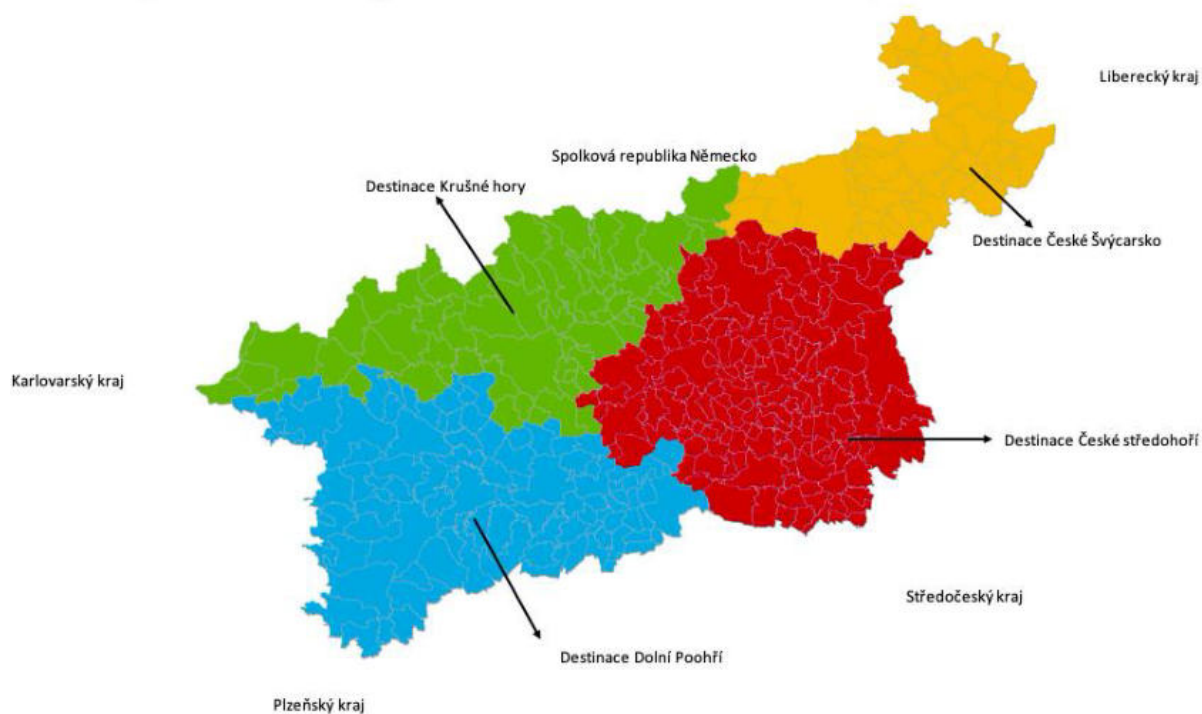 Liberecký kraj
Spolková republika Německo
Destinace Krušné hory
Destinace České Švýcarsko
Karlovarský kraj
Destinace České středohoří
Středočeský kraj
Destinace Dolní Poohří
Plzeňský kraj